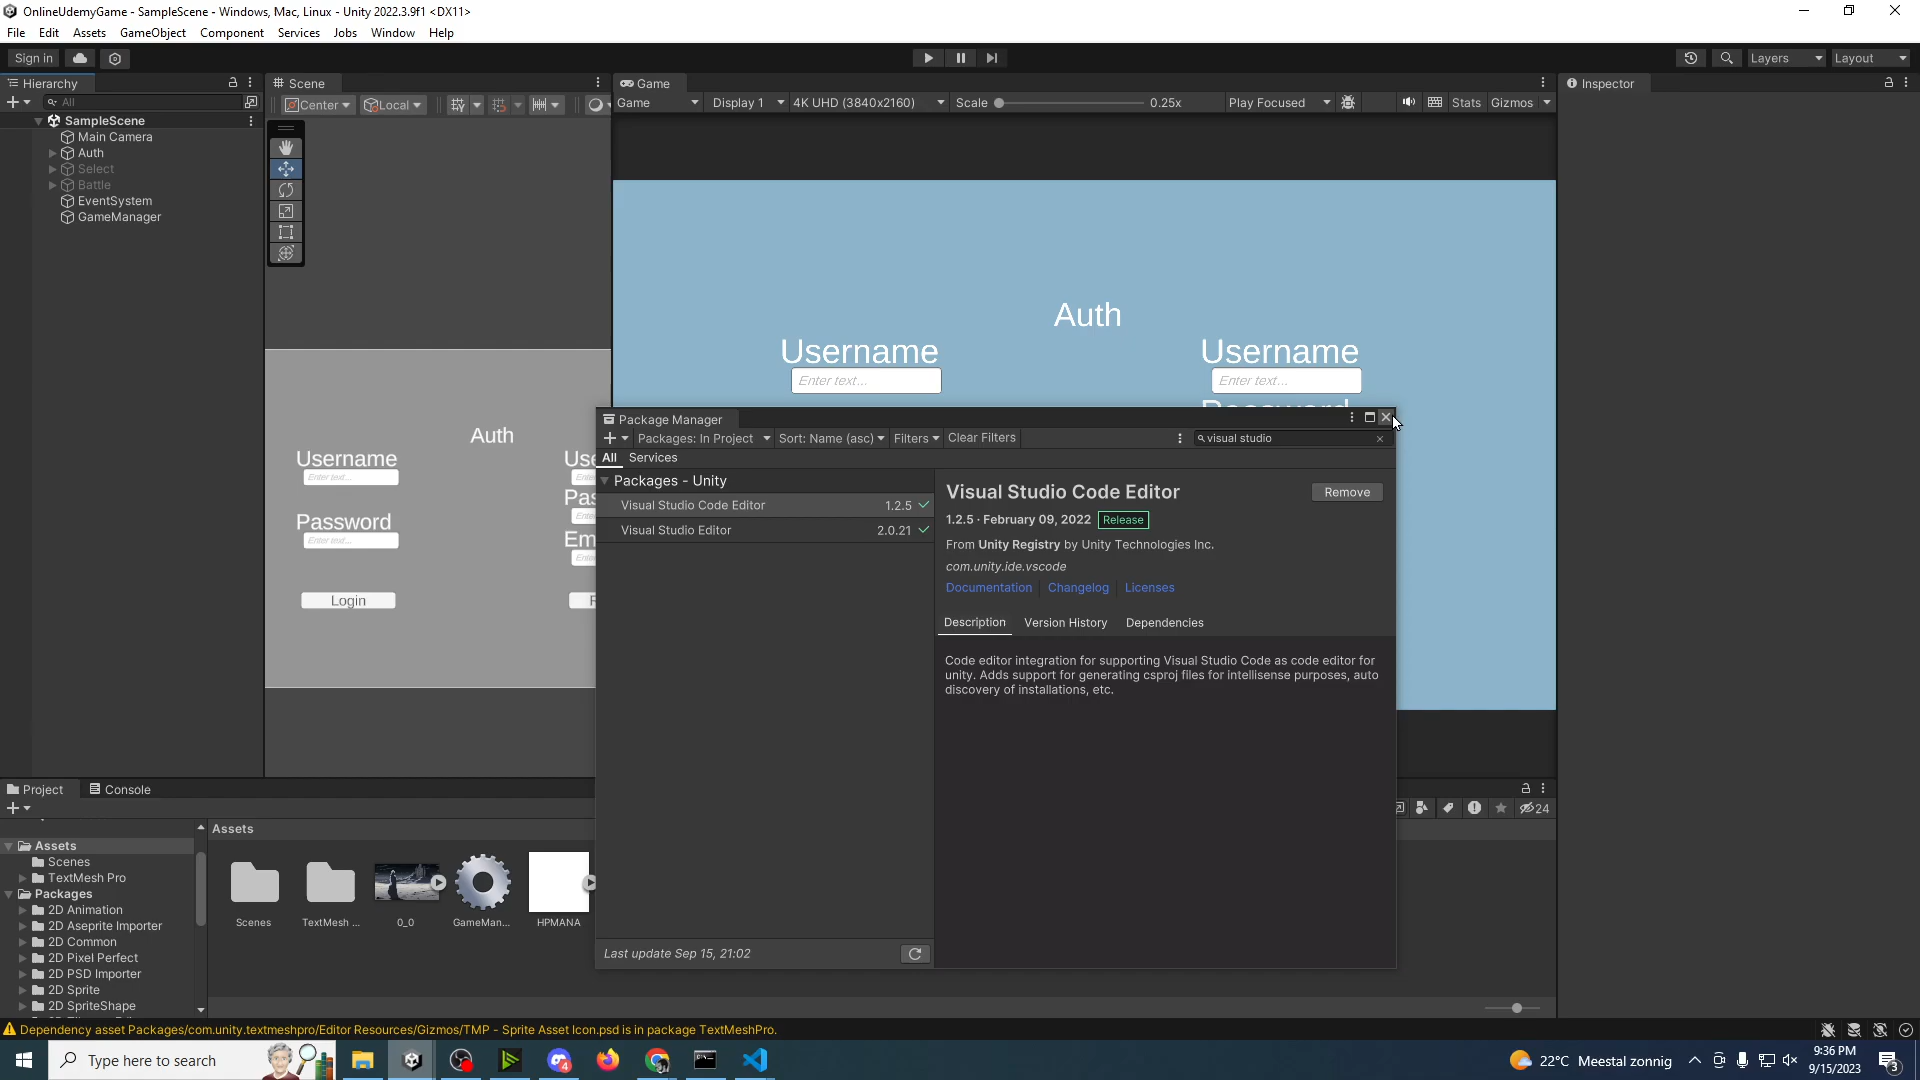 OnlineUdemyGame - SampleScene - Windows, Mac, Linux - Unity 2022.3.9f1 <DX11>
File Edit Assets GameObject Component Services Jobs Window Help
Sign in
Layers
Layout
Hierarchy
All
SampleScene
Main Camera
Auth
Select
Battle
EventSystem
GameManager
Scene
Center
Local
Auth
Username
Enter text...
Password
Enter text...
Login
Game
Game
Display 1
4K UHD (3840x2160)
Scale
0.25x
Play Focused
Stats
Gizmos
Auth
Username
Enter text...
Username
Enter text...
Inspector
Package Manager
Packages: In Project
Sort: Name (asc)
Filters
Clear Filters
visual studio
All
Services
Packages - Unity
Visual Studio Code Editor 1.2.5
Visual Studio Editor 2.0.21
Last update Sep 15, 21:02
Visual Studio Code Editor
Remove
1.2.5 · February 09, 2022 Release
From Unity Registry by Unity Technologies Inc.
com.unity.ide.vscode
Documentation Changelog Licenses
Description Version History Dependencies
Code editor integration for supporting Visual Studio Code as code editor for
unity. Adds support for generating csproj files for intellisense purposes, auto
discovery of installations, etc.
Project
Console
24
Assets
Scenes
TextMesh Pro
Packages
2D Animation
2D Aseprite Importer
2D Common
2D Pixel Perfect
2D PSD Importer
2D Sprite
2D SpriteShape
Assets
Scenes
TextMesh ...
0_0
GameMan...
HPMANA
Dependency asset Packages/com.unity.textmeshpro/Editor Resources/Gizmos/TMP - Sprite Asset Icon.psd is in package TextMeshPro.
Type here to search
4
22°C Meestal zonnig
9:36 PM
9/15/2023
3